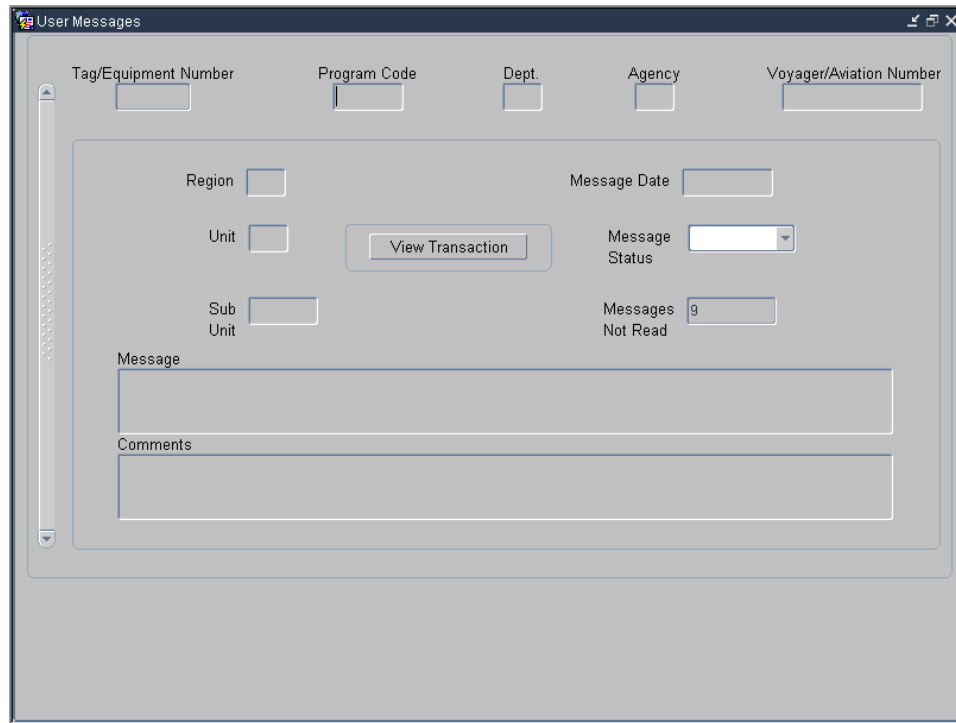 User Messages
Tag/Equipment Number Program Code Dept. Agency Voyager/Aviation Number
Region Message Date
Unit View Transaction Message
Status
Sub
Unit
Messages
Not Read
9
Message
Comments